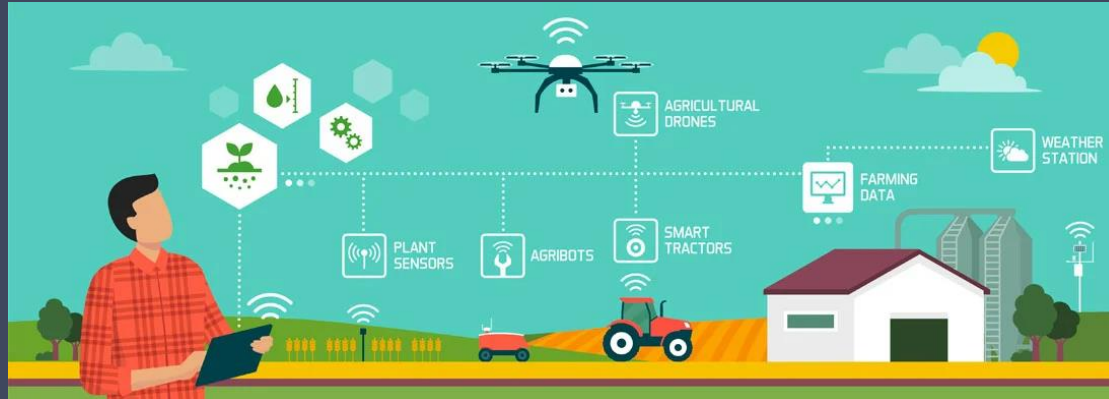 AGRICULTURAL
DRONES
WEATHER
STATION
FARMING
DATA
PLANT
SENSORS
AGRIBOTS
SMART
TRACTORS